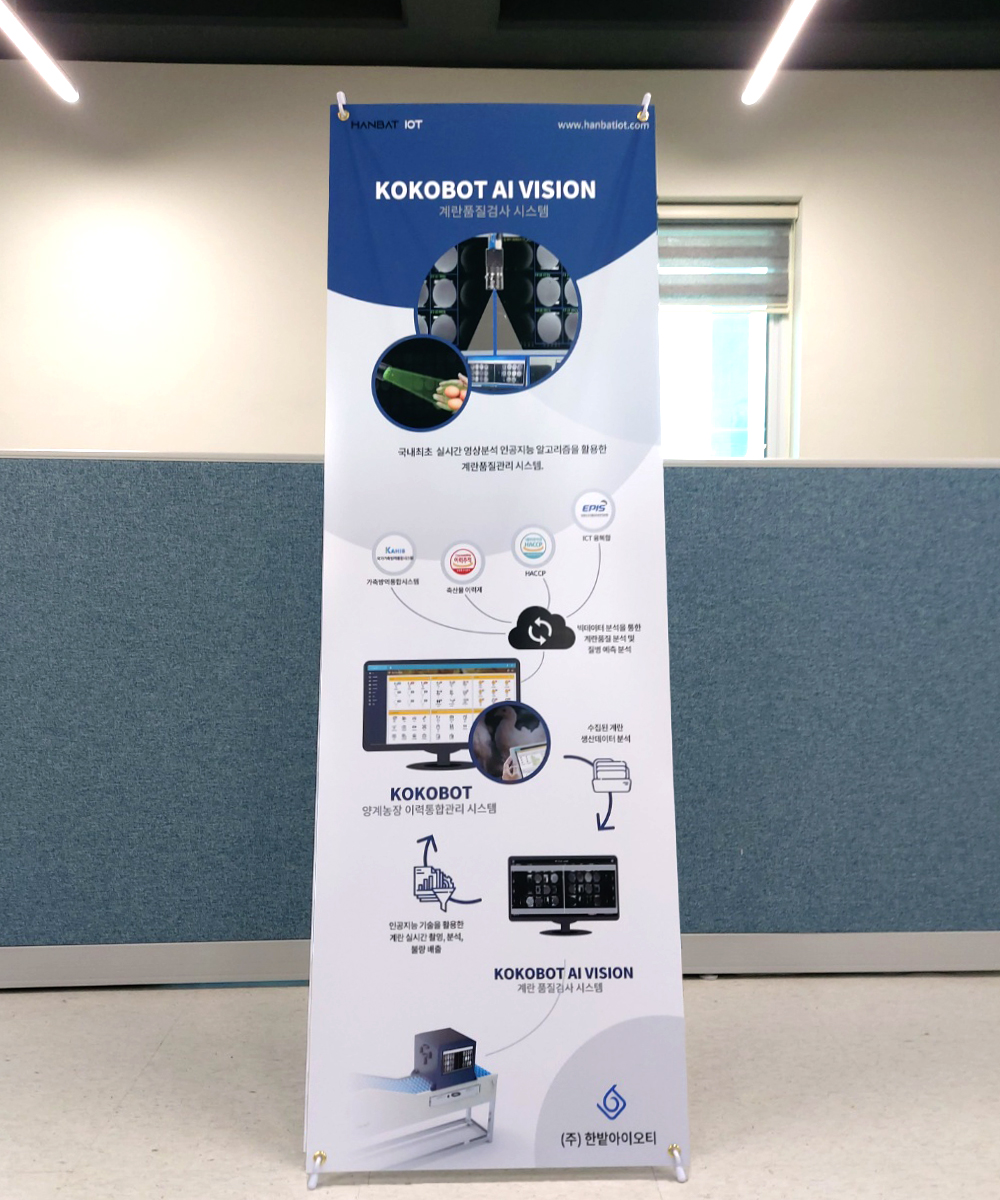 HANBAT IOT
www.hanbatiot.com
KOKOBOT AI VISION
계란품질검사 시스템
국내최초 실시간 영상분석 인공지능 알고리즘을 활용한
계란품질관리 시스템.
EPIS
ICT 융복합
KAHIS
가축방역통합시스템
축산물 이력제
HACCP
HACCP
빅데이터 분석을 통한
계란품질 분석 및
질병 예측 분석
수집된 계란
생산데이터 분석
KOKOBOT
양계농장 이력통합관리 시스템
인공지능 기술을 활용한
계란 실시간 촬영, 분석,
불량 배출
KOKOBOT AI VISION
계란 품질검사 시스템
(주) 한밭아이오티